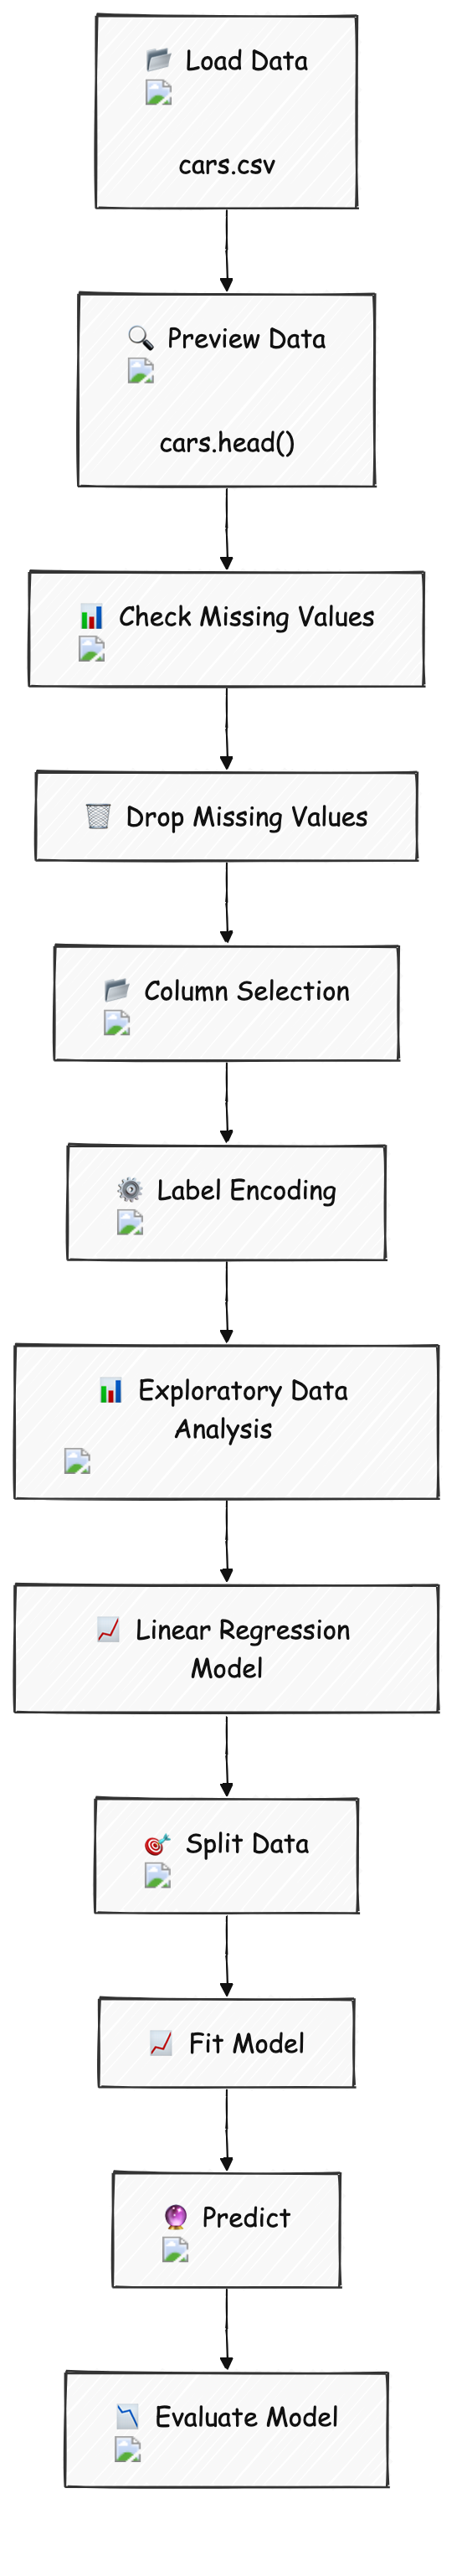 Load Data
cars.csv
Preview Data
cars.head()
Check Missing Values
Drop Missing Values
Column Selection
Label Encoding
Exploratory Data
Analysis
Linear Regression
Model
Split Data
Fit Model
Predict
Evaluate Model